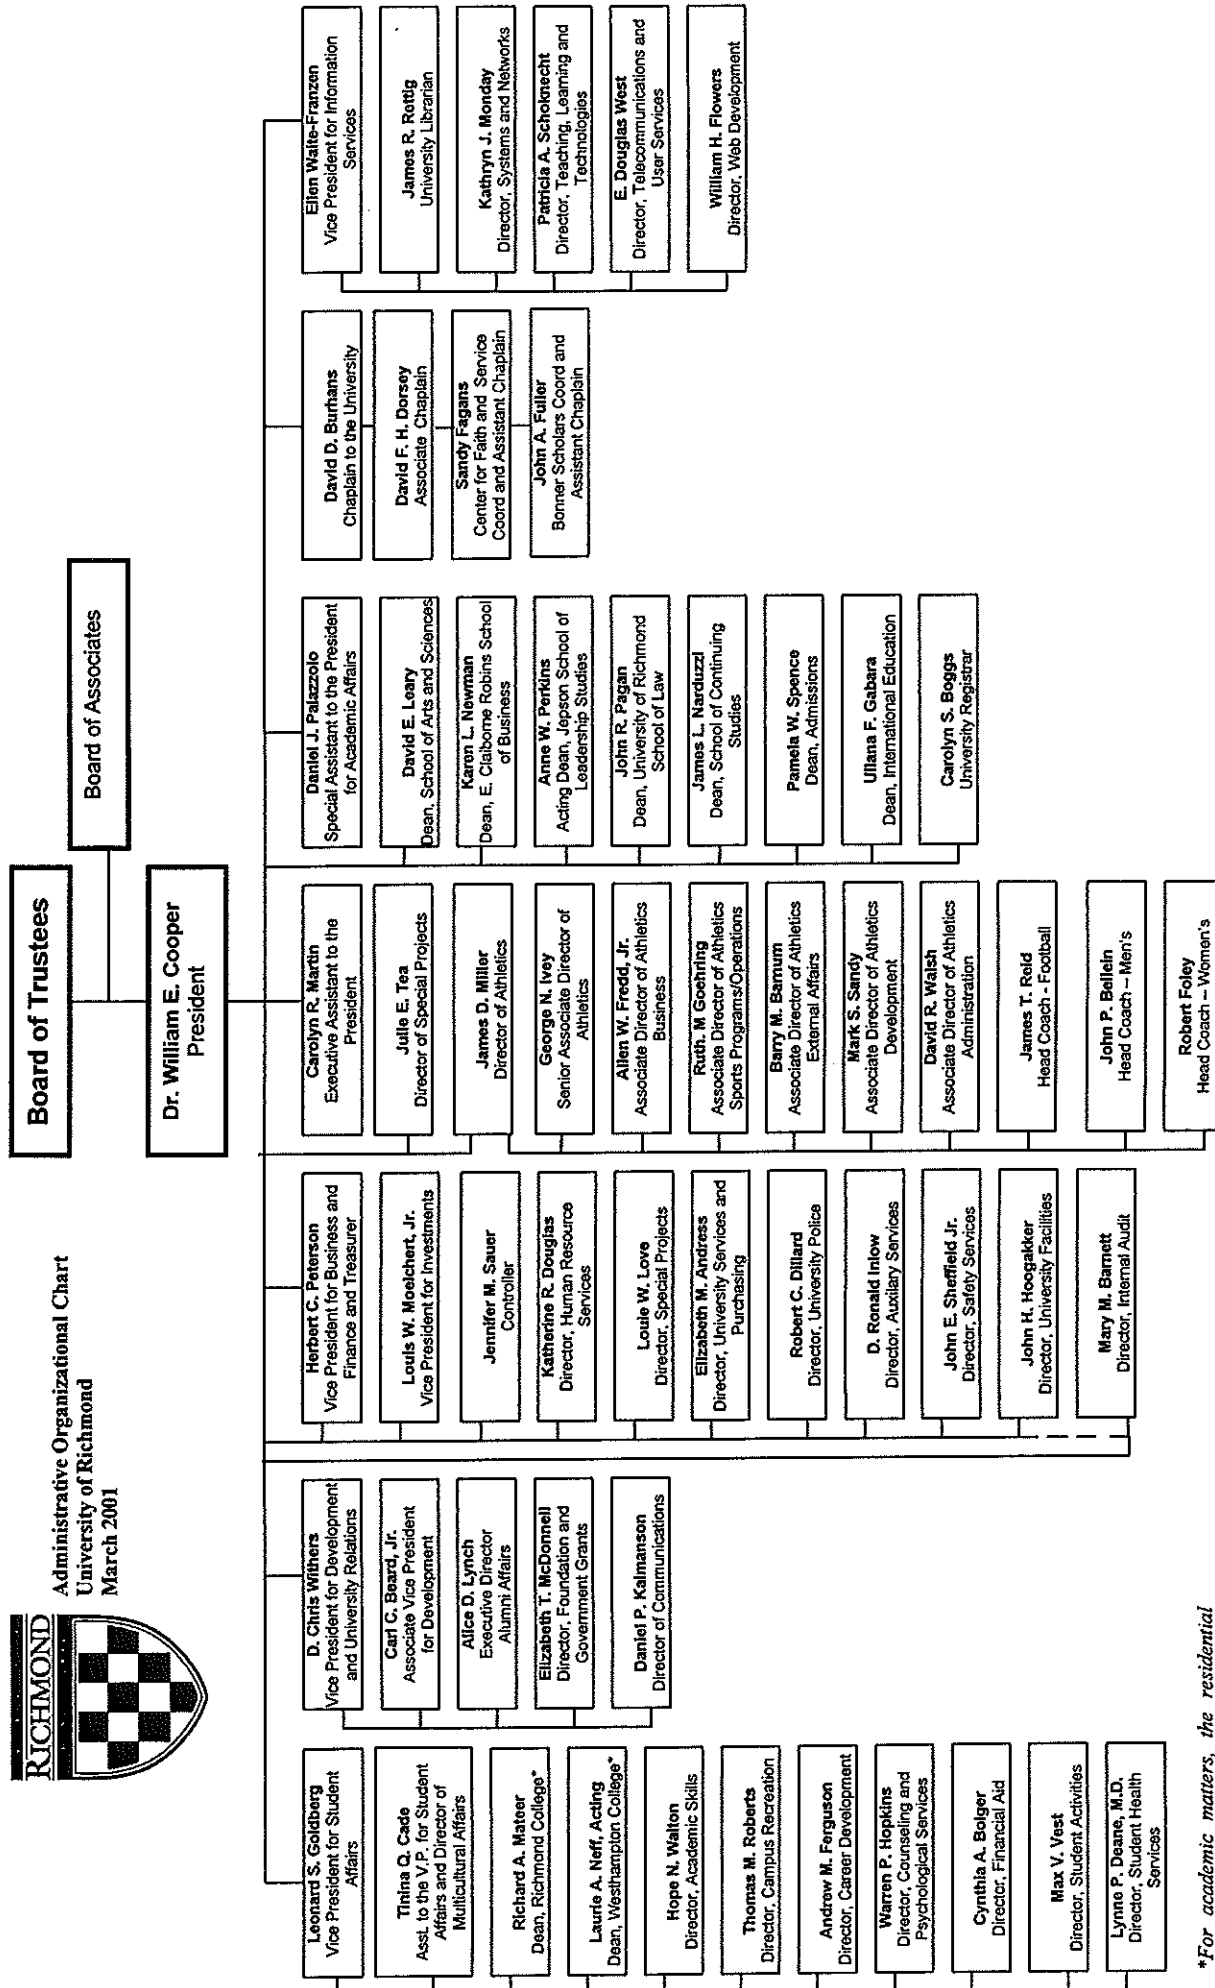 RICHMOND
Administrative Organizational Chart
University of Richmond
March 2001
Board of Trustees
Board of Associates
Dr. William E. Cooper
President
Leonard S. Goldberg
Vice President for Student
Affairs
Tinina Q. Cade
Asst. to the V.P. for Student
Affairs and Director of
Multicultural Affairs
Richard A. Mateer
Dean, Richmond College*
Laurie A. Neff, Acting
Dean, Westhampton College*
Hope N. Walton
Director, Academic Skills
Thomas M. Roberts
Director, Campus Recreation
Andrew M. Ferguson
Director, Career Development
Warren P. Hopkins
Director, Counseling and
Psychological Services
Cynthia A. Bolger
Director, Financial Aid
Max V. Vest
Director, Student Activities
Lynne P. Deane, M.D.
Director, Student Health
Services
D. Chris Withers
Vice President for Development
and University Relations
Carl C. Beard, Jr.
Associate Vice President
for Development
Alice D. Lynch
Executive Director
Alumni Affairs
Elizabeth T. McDonnell
Director, Foundation and
Government Grants
Daniel P. Kalmanson
Director of Communications
Herbert C. Peterson
Vice President for Business and
Finance and Treasurer
Louis W. Moelchert, Jr.
Vice President for Investments
Jennifer M. Sauer
Controller
Katherine R. Douglas
Director, Human Resource
Services
Louie W. Love
Director, Special Projects
Elizabeth M. Andress
Director, University Services and
Purchasing
Robert C. Dillard
Director, University Police
D. Ronald Inlow
Director, Auxilary Services
John E. Sheffield Jr.
Director, Safety Services
John H. Hoogakker
Director, University Facilities
Mary M. Barnett
Director, Internal Audit
Carolyn R. Martin
Executive Assistant to the
President
Julie E. Tea
Director of Special Projects
James D. Miller
Director of Athletics
George N. Ivey
Senior Associate Director of
Athletics
Allen W. Fredd, Jr.
Associate Director of Athletics
Business
Ruth. M Goehring
Associate Director of Athletics
Sports Programs/Operations
Barry M. Barnum
Associate Director of Athletics
External Affairs
Mark S. Sandy
Associate Director of Athletics
Development
David R. Walsh
Associate Director of Athletics
Administration
James T. Reid
Head Coach - Football
John P. Beilein
Head Coach – Men's
Robert Foley
Head Coach – Women's
Daniel J. Palazzolo
Special Assistant to the President
for Academic Affairs
David E. Leary
Dean, School of Arts and Sciences
Karen L. Newman
Dean, E. Claiborne Robins School
of Business
Anne W. Perkins
Acting Dean, Jepson School of
Leadership Studies
John R. Pagan
Dean, University of Richmond
School of Law
James L. Narduzzi
Dean, School of Continuing
Studies
Pamela W. Spence
Dean, Admissions
Uliana F. Gabara
Dean, International Education
Carolyn S. Boggs
University Registrar
David D. Burhans
Chaplain to the University
David F. H. Dorsey
Associate Chaplain
Sandy Fagans
Center for Faith and Service
Coord and Assistant Chaplain
John A. Fuller
Bonner Scholars Coord and
Assistant Chaplain
Ellen Waite-Franzen
Vice President for Information
Services
James R. Rettig
University Librarian
Kathryn J. Monday
Director, Systems and Networks
Patricia A. Schoknecht
Director, Teaching, Learning and
Technologies
E. Douglas West
Director, Telecommunications and
User Services
William H. Flowers
Director, Web Development
*For academic matters, the residential